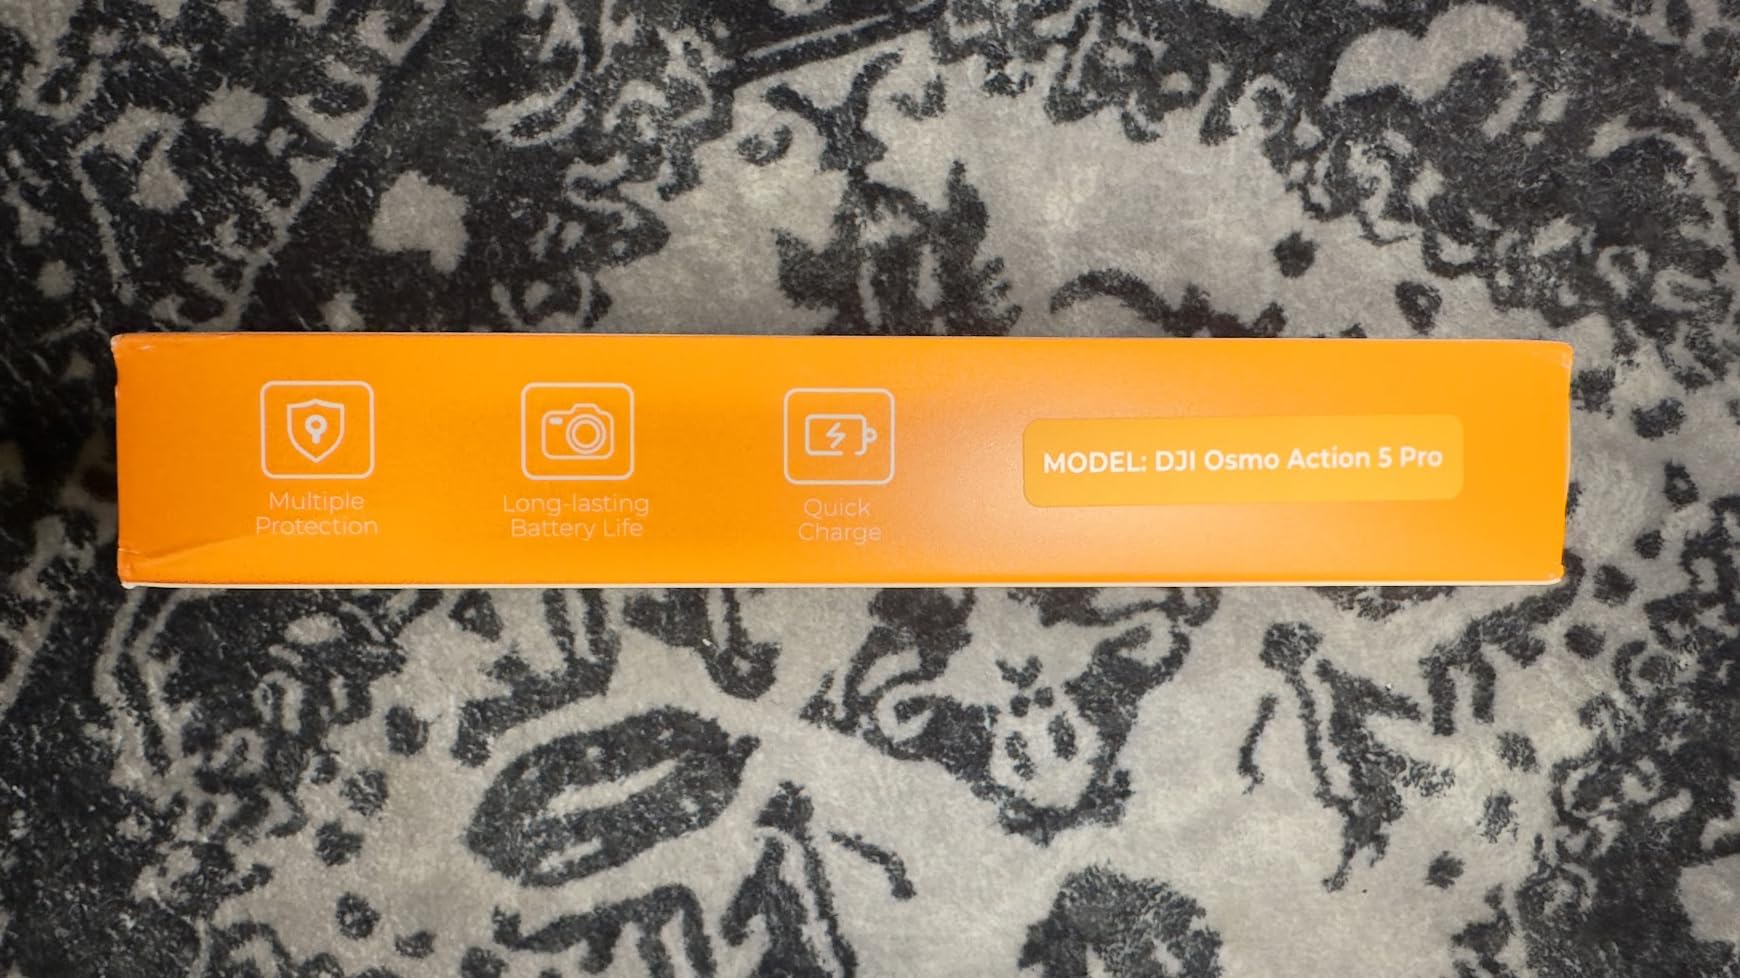 Multiple
Protection
Long-lasting
Battery Life
Quick
Charge
MODEL: DJI Osmo Action 5 Pro